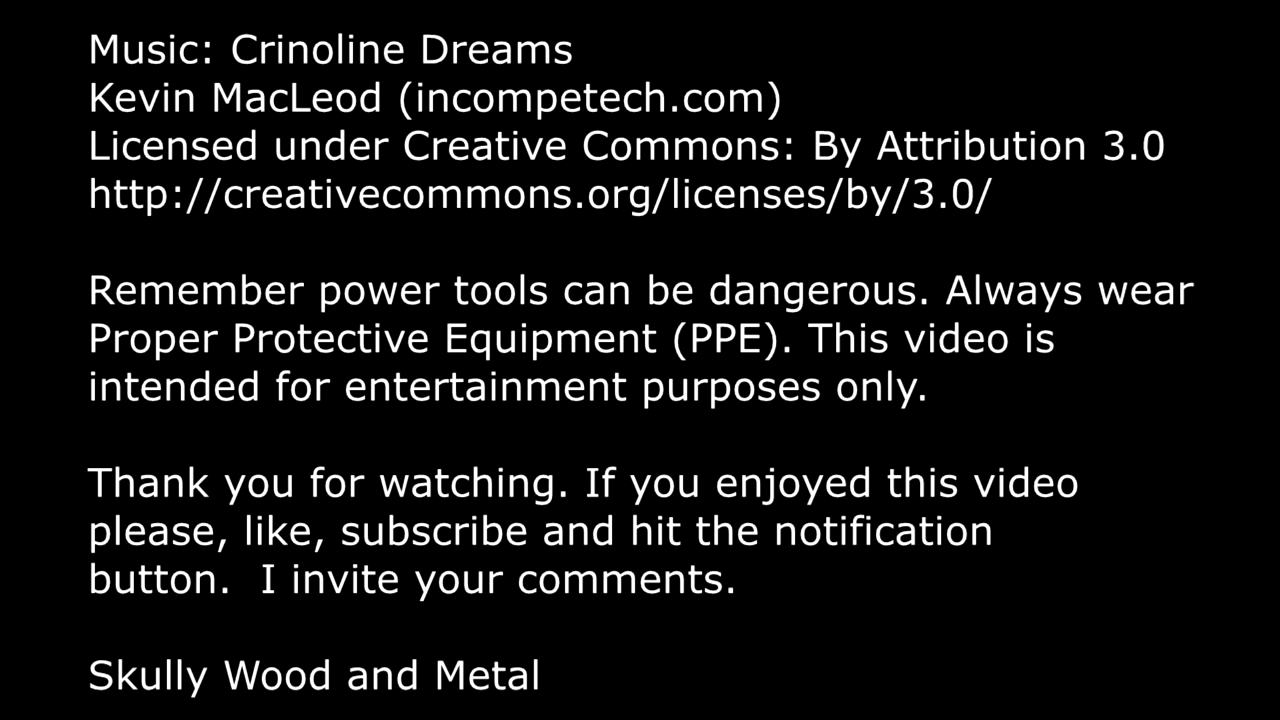 Music: Crinoline Dreams
Kevin MacLeod (incompetech.com)
Licensed under Creative Commons: By Attribution 3.0
http://creativecommons.org/licenses/by/3.0/
Remember power tools can be dangerous. Always wear
Proper Protective Equipment (PPE). This video is
intended for entertainment purposes only.
Thank you for watching. If you enjoyed this video
please, like, subscribe and hit the notification
button.  I invite your comments.
Skully Wood and Metal